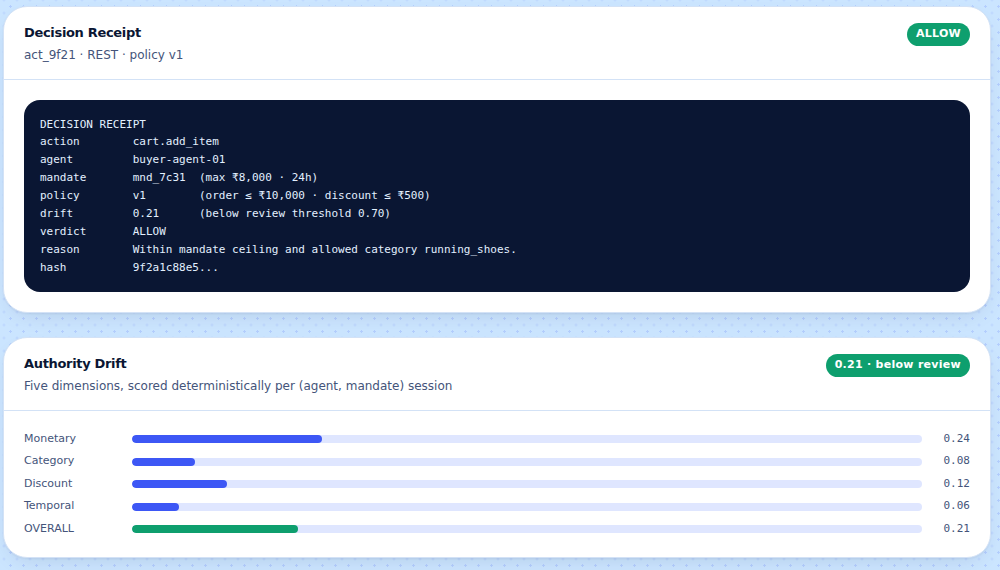 Decision Receipt
ALLOW
act_9f21 · REST · policy v1
DECISION RECEIPT
action cart.add_item
agent buyer-agent-01
mandate mnd_7c31 (max ₹8,000 · 24h)
policy v1 (order ≤ ₹10,000 · discount ≤ ₹500)
drift 0.21 (below review threshold 0.70)
verdict ALLOW
reason Within mandate ceiling and allowed category running_shoes.
hash 9f2a1c88e5...
Authority Drift
0.21 · below review
Five dimensions, scored deterministically per (agent, mandate) session
Monetary 0.24
Category 0.08
Discount 0.12
Temporal 0.06
OVERALL 0.21